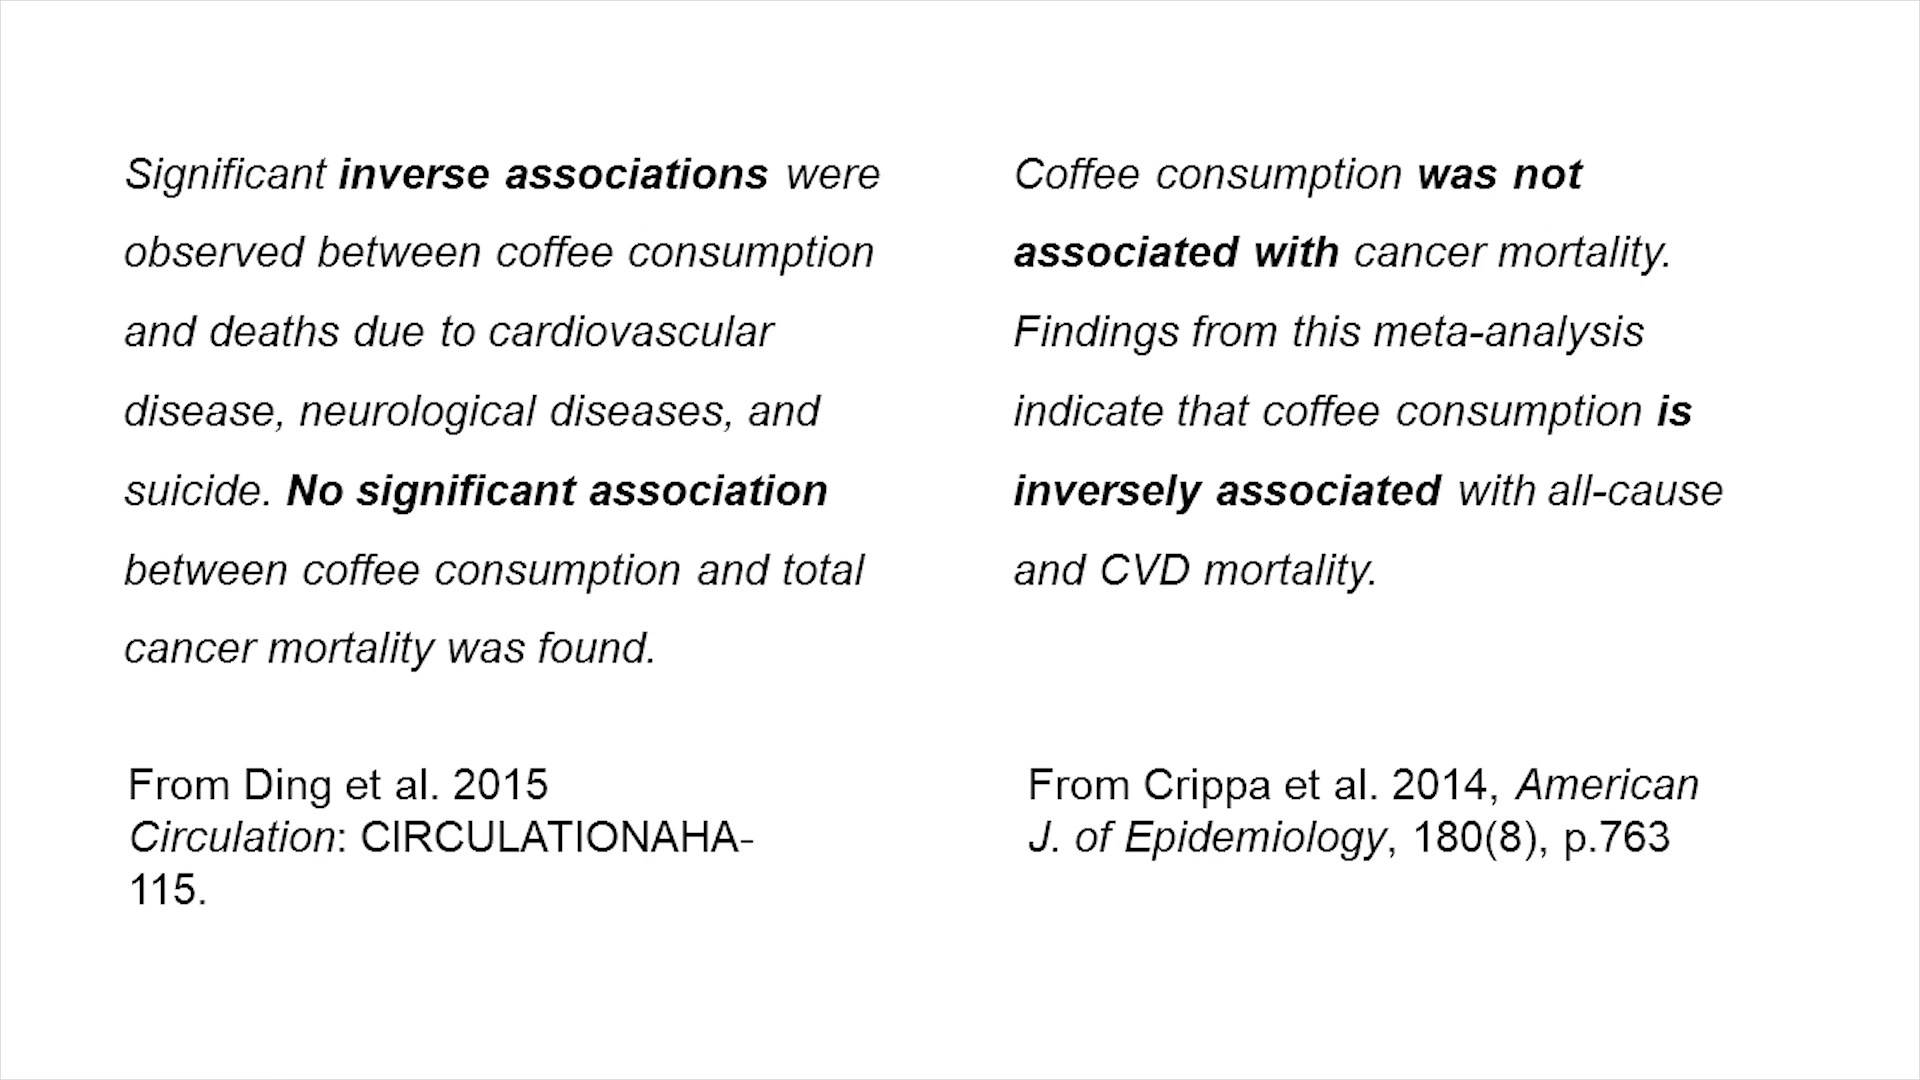 Significant inverse associations were
observed between coffee consumption
and deaths due to cardiovascular
disease, neurological diseases, and
suicide. No significant association
between coffee consumption and total
cancer mortality was found.
From Ding et al. 2015
Circulation: CIRCULATIONAHA-
115.
Coffee consumption was not
associated with cancer mortality.
Findings from this meta-analysis
indicate that coffee consumption is
inversely associated with all-cause
and CVD mortality.
From Crippa et al. 2014, American
J. of Epidemiology, 180(8), p.763